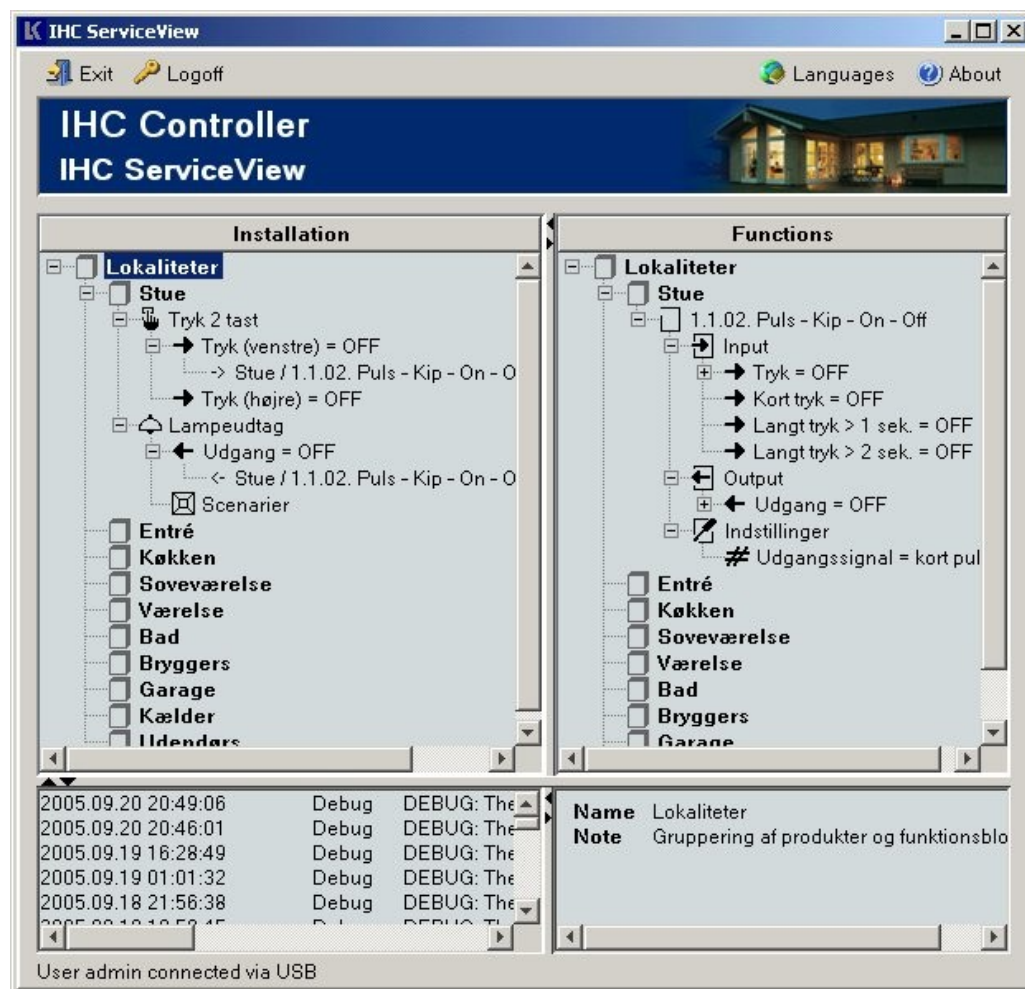 IHC ServiceView
Exit Logoff Languages About
IHC Controller
IHC ServiceView
Installation
Lokaliteter
Stue
Tryk 2 tast
Tryk (venstre) = OFF
-> Stue / 1.1.02. Puls - Kip - On - O
Tryk (højre) = OFF
Lampeudtag
Udgang = OFF
<- Stue / 1.1.02. Puls - Kip - On - O
Scenarier
Entré
Køkken
Soveværelse
Værelse
Bad
Bryggers
Garage
Kælder
Udendørs
Functions
Lokaliteter
Stue
1.1.02. Puls - Kip - On - Off
Input
Tryk = OFF
Kort tryk = OFF
Langt tryk > 1 sek. = OFF
Langt tryk > 2 sek. = OFF
Output
Udgang = OFF
Indstillinger
Udgangssignal = kort pul
Entré
Køkken
Soveværelse
Værelse
Bad
Bryggers
Garage
2005.09.20 20:49:06 Debug DEBUG: The
2005.09.20 20:46:01 Debug DEBUG: The
2005.09.19 16:28:49 Debug DEBUG: The
2005.09.19 01:01:32 Debug DEBUG: The
2005.09.18 21:56:38 Debug DEBUG: The
Name Lokaliteter
Note Gruppering af produkter og funktionsblo
User admin connected via USB